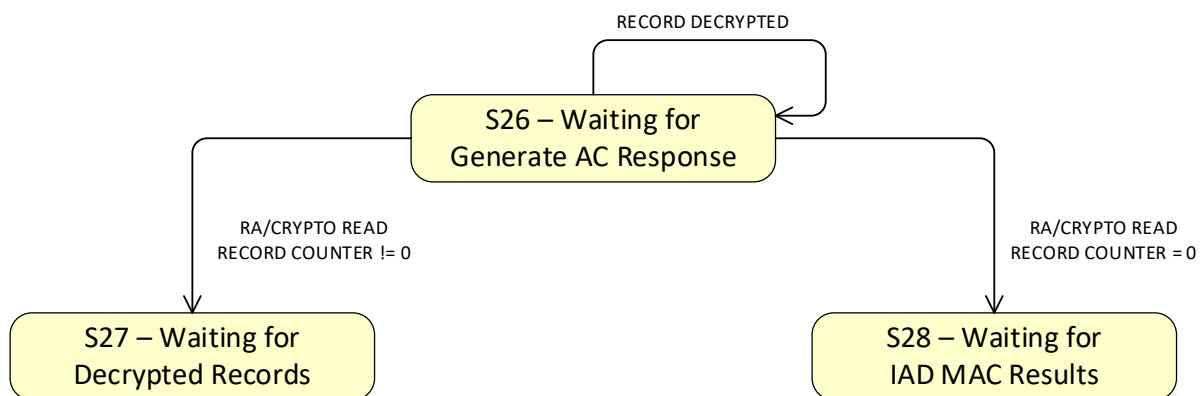 RECORD DECRYPTED
S26 – Waiting for
Generate AC Response
RA/CRYPTO READ
RECORD COUNTER != 0
RA/CRYPTO READ
RECORD COUNTER = 0
S27 – Waiting for
Decrypted Records
S28 – Waiting for
IAD MAC Results